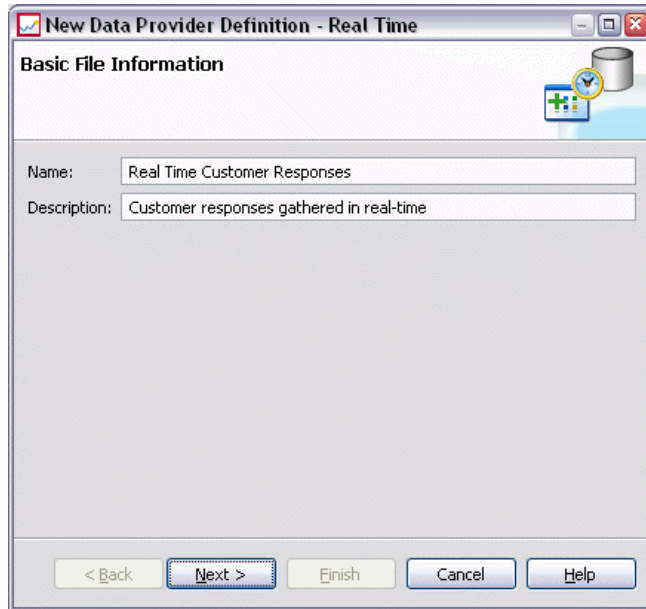 New Data Provider Definition - Real Time
Basic File Information
Name: Real Time Customer Responses
Description: Customer responses gathered in real-time
< Back Next > Finish Cancel Help